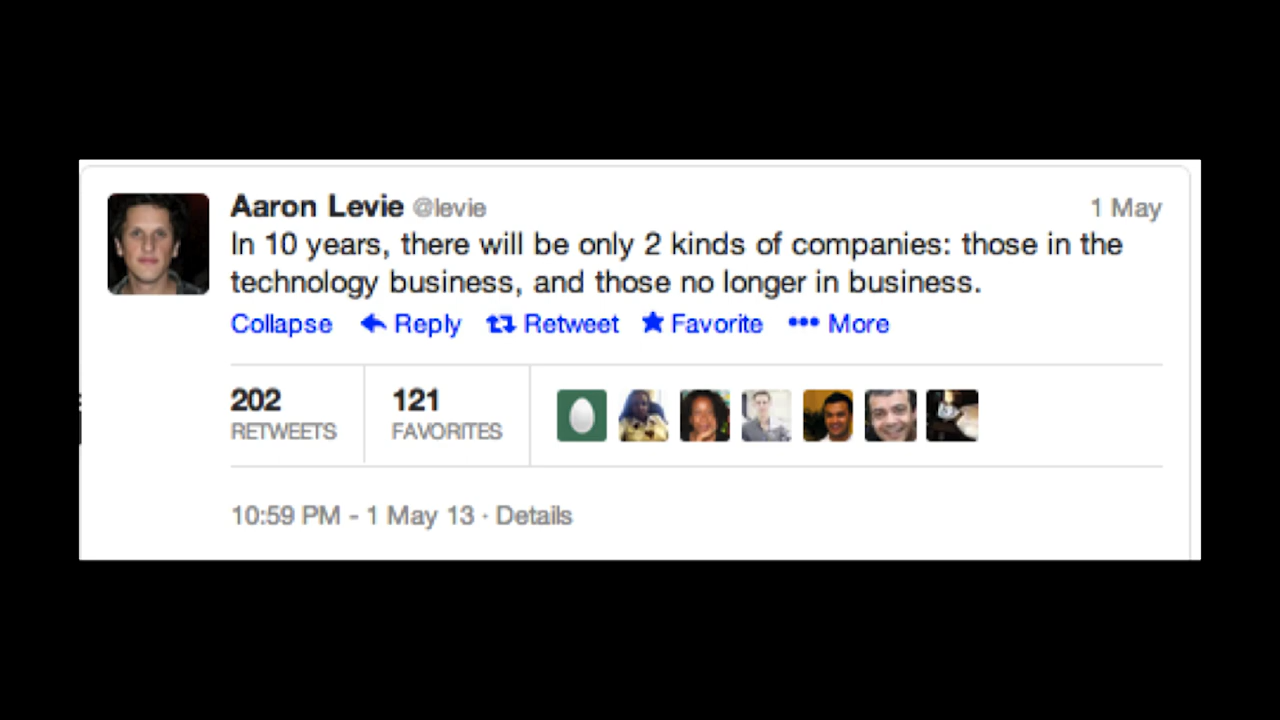 Aaron Levie @levie 1 May
In 10 years, there will be only 2 kinds of companies: those in the
technology business, and those no longer in business.
Collapse Reply Retweet Favorite More
202 121
RETWEETS FAVORITES
10:59 PM - 1 May 13 · Details